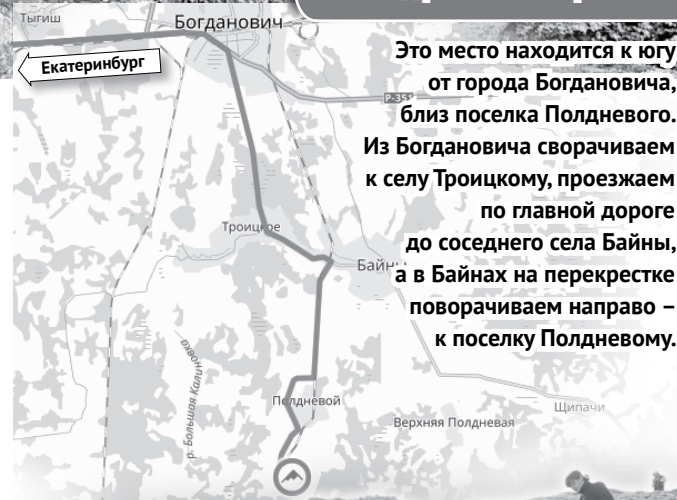 Тыгиш
Богданович
Екатеринбург
Это место находится к югу
от города Богдановича,
близ поселка Полдневого.
Из Богдановича сворачиваем
к селу Троицкому, проезжаем
по главной дороге
до соседнего села Байны,
а в Байнах на перекрестке
поворачиваем направо –
к поселку Полдневому.
Р-351
Троицкое
Байны
р. Большая Калиновка
Полдневой
Щипачи
Верхняя Полдневая